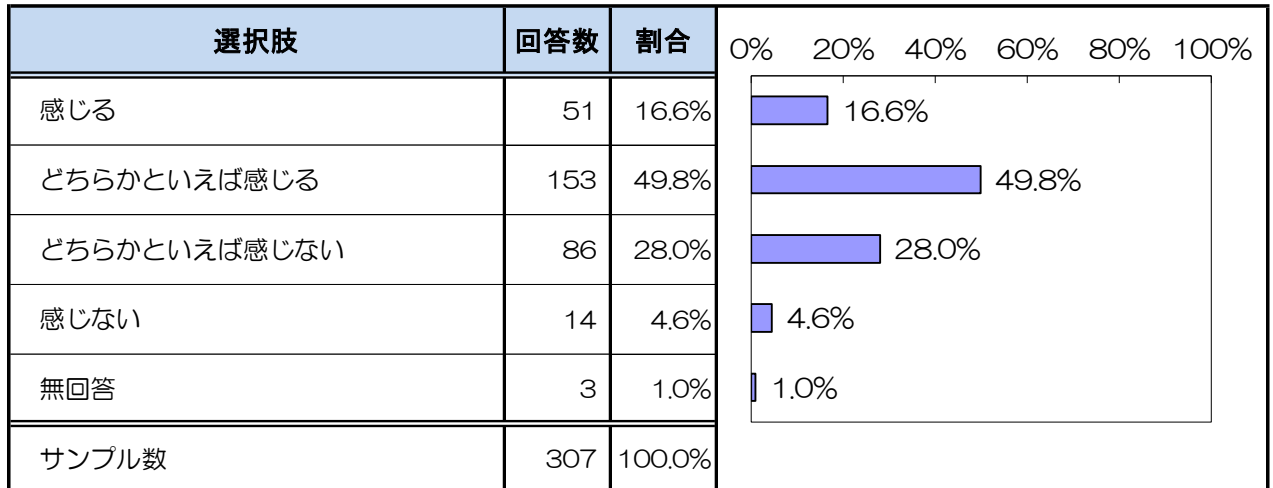 選択肢 回答数 割合 0% 20% 40% 60% 80% 100%
感じる 51 16.6% 16.6%
どちらかといえば感じる 153 49.8% 49.8%
どちらかといえば感じない 86 28.0% 28.0%
感じない 14 4.6% 4.6%
無回答 3 1.0% 1.0%
サンプル数 307 100.0%